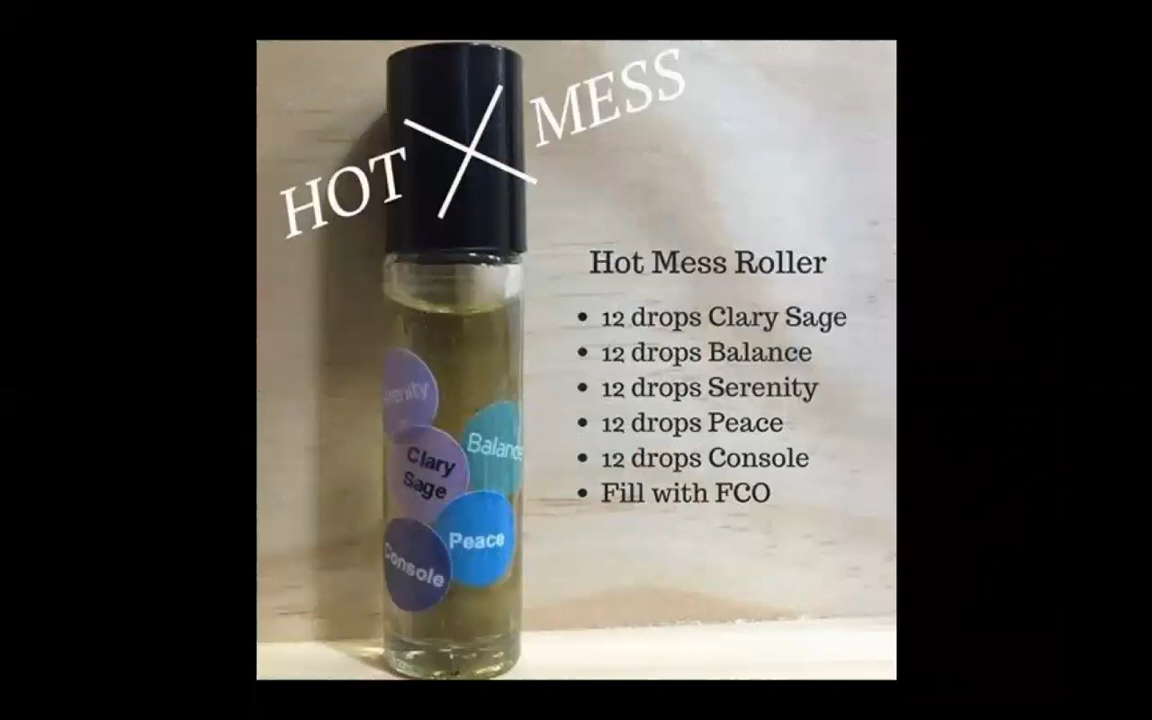 HOT MESS
Hot Mess Roller
• 12 drops Clary Sage
• 12 drops Balance
• 12 drops Serenity
• 12 drops Peace
• 12 drops Console
• Fill with FCO
Serenity
Balance
Clary
Sage
Peace
Console